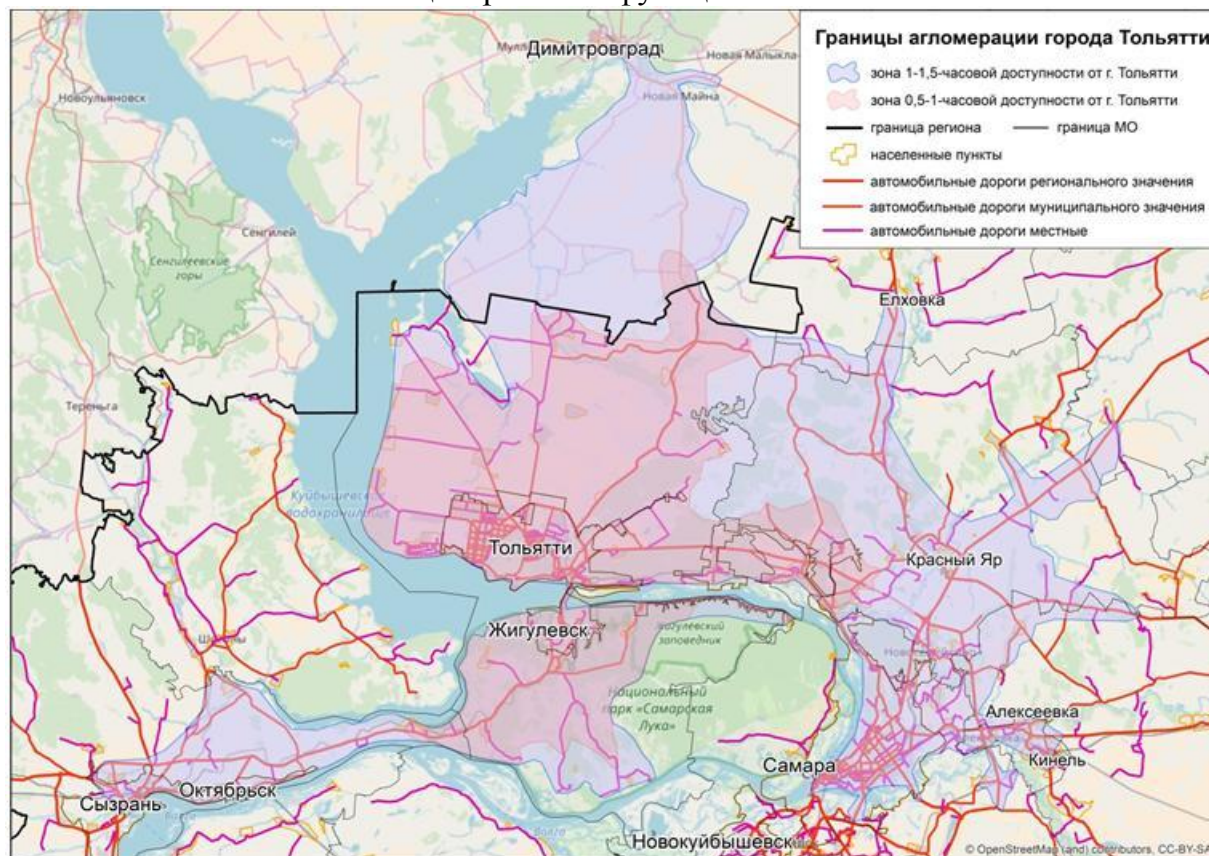 Димитровград
Новая Малыкла
Новая Майна
Новоульяновск
Сенгилей
Сенгилеевские
горы
Тереньга
Границы агломерации города Тольятти
зона 1-1,5-часовой доступности от г. Тольятти
зона 0,5-1-часовой доступности от г. Тольятти
граница региона
граница МО
населенные пункты
автомобильные дороги регионального значения
автомобильные дороги муниципального значения
автомобильные дороги местные
Елховка
Куйбышевское
водохранилище
Тольятти
Красный Яр
Жигулевск
заповедник
Национальный
парк «Самарская
Лука»
Алексеевка
Кинель
Самара
Октябрьск
Сызрань
Волга
Новокуйбышевск
© OpenStreetMap (and) contributors, CC-BY-SA